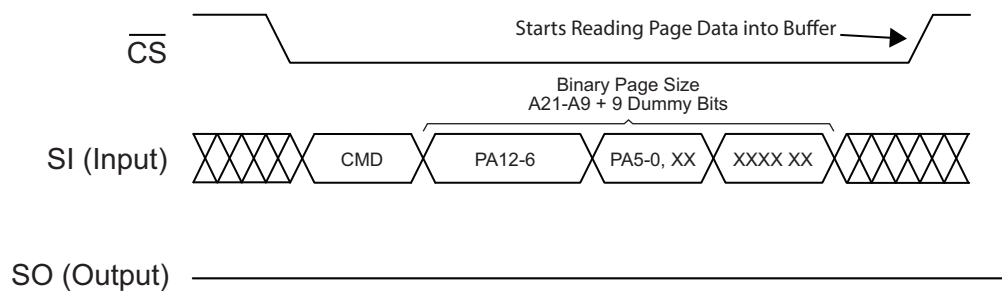 Starts Reading Page Data into Buffer
CS
Binary Page Size
A21-A9 + 9 Dummy Bits
SI (Input)
CMD
PA12-6
PA5-0, XX
XXXX XX
SO (Output)